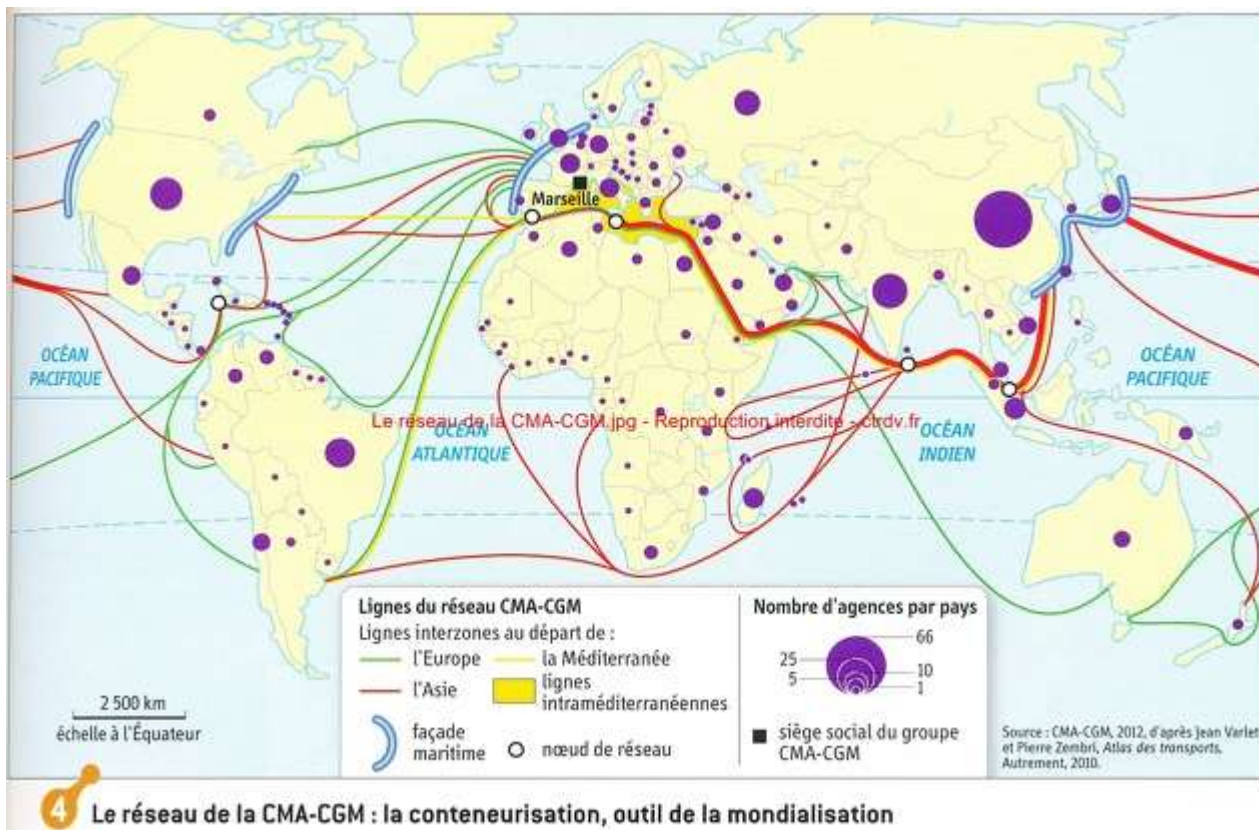 Marseille
OCÉAN
PACIFIQUE
OCÉAN
ATLANTIQUE
Le réseau de la CMA-CGM.jpg - Reproduction interdite - ctrdv.fr
OCÉAN
INDIEN
OCÉAN
PACIFIQUE
2 500 km
échelle à l'Équateur
Lignes du réseau CMA-CGM
Lignes interzones au départ de :
l'Europe
la Méditerranée
l'Asie
lignes
intraméditerranéennes
façade
maritime
nœud de réseau
Nombre d'agences par pays
66
25
10
5
1
siège social du groupe
CMA-CGM
Source : CMA-CGM, 2012, d'après Jean Varlet
et Pierre Zembri, Atlas des transports,
Autrement, 2010.
4 Le réseau de la CMA-CGM : la conteneurisation, outil de la mondialisation